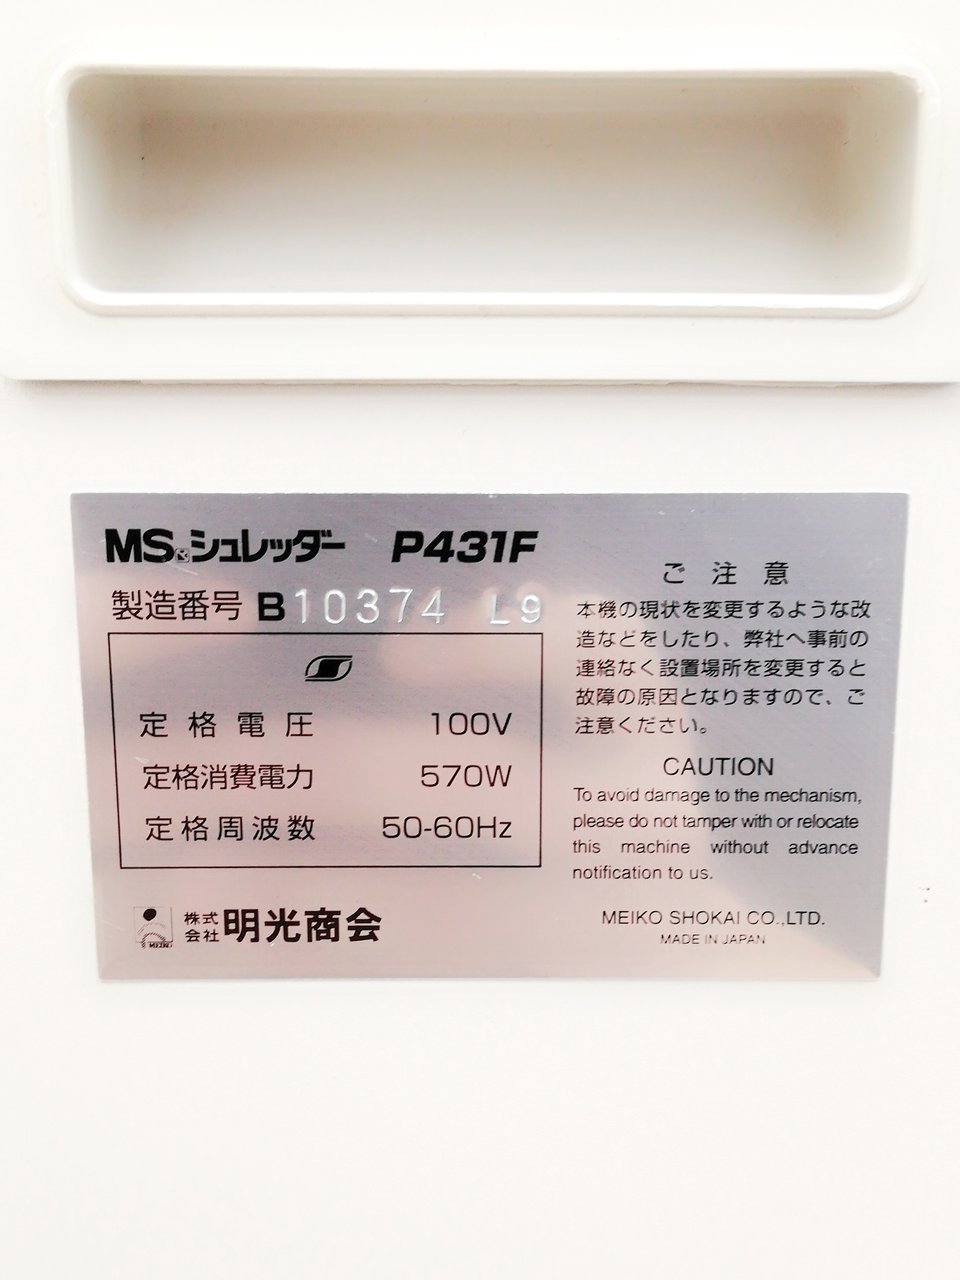 MSシュレッダー P431F
製造番号 B10374 L9
定格電圧 100V
定格消費電力 570W
定格周波数 50-60Hz
株式会社 明光商会
ご注意
本機の現状を変更するような改
造などをしたり、弊社へ事前の
連絡なく設置場所を変更すると
故障の原因となりますので、ご
注意ください。
CAUTION
To avoid damage to the mechanism,
please do not tamper with or relocate
this machine without advance
notification to us.
MEIKO SHOKAI CO.,LTD.
MADE IN JAPAN